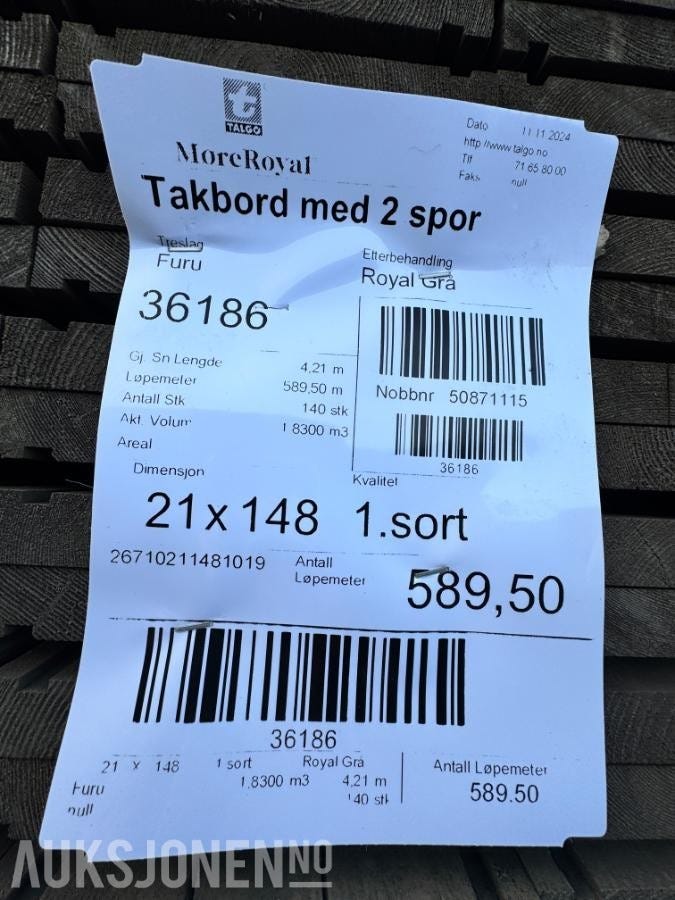 TALGO
MøreRoyal
Dato 11 11 2024
http //www talgo no
Tlf 71 65 80 00
Faks null
Takbord med 2 spor
Treslag
Furu
Etterbehandling
Royal Grå
36186
Nobbnr 50871115
Gj. Sn Lengde 4,21 m
Løpemeter 589,50 m
Antall Stk 140 stk
Akt. Volum 1 8300 m3
Areal
36186
Dimensjon
Kvalitet
21 x 148 1.sort
26710211481019
Antall
Løpemeter
589,50
36186
21 x 148 1 sort Royal Grå
Furu 1,8300 m3 4,21 m
null 140 stk
Antall Løpemeter
589.50
AUKSJONEN NO